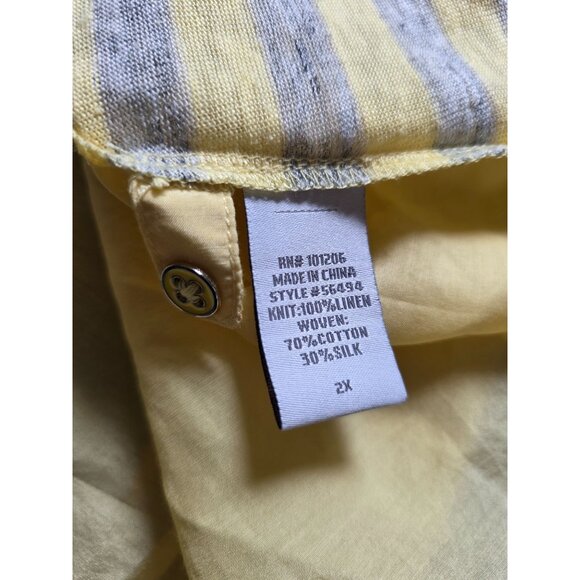 RN# 101206
MADE IN CHINA
STYLE #56494
KNIT:100%LINEN
WOVEN:
70%COTTON
30%SILK
2X